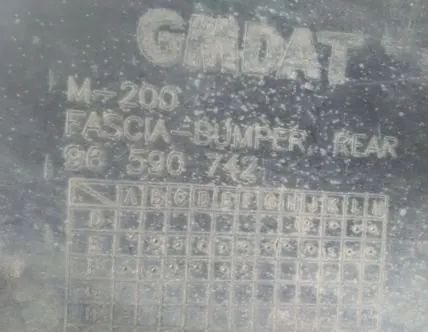 GMDAT
M-200
FASCIA-BUMPER, REAR
96 590 742
A B C D E F G H J K L M